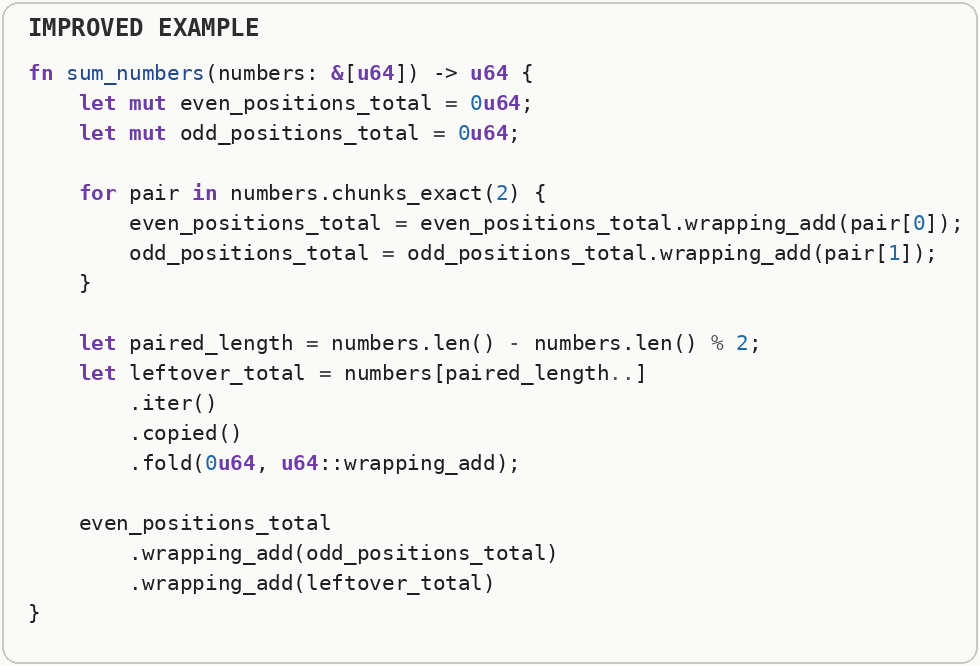 IMPROVED EXAMPLE
fn sum_numbers(numbers: &[u64]) -> u64 {
    let mut even_positions_total = 0u64;
    let mut odd_positions_total = 0u64;

    for pair in numbers.chunks_exact(2) {
        even_positions_total = even_positions_total.wrapping_add(pair[0]);
        odd_positions_total = odd_positions_total.wrapping_add(pair[1]);
    }

    let paired_length = numbers.len() - numbers.len() % 2;
    let leftover_total = numbers[paired_length..]
        .iter()
        .copied()
        .fold(0u64, u64::wrapping_add);

    even_positions_total
        .wrapping_add(odd_positions_total)
        .wrapping_add(leftover_total)
}